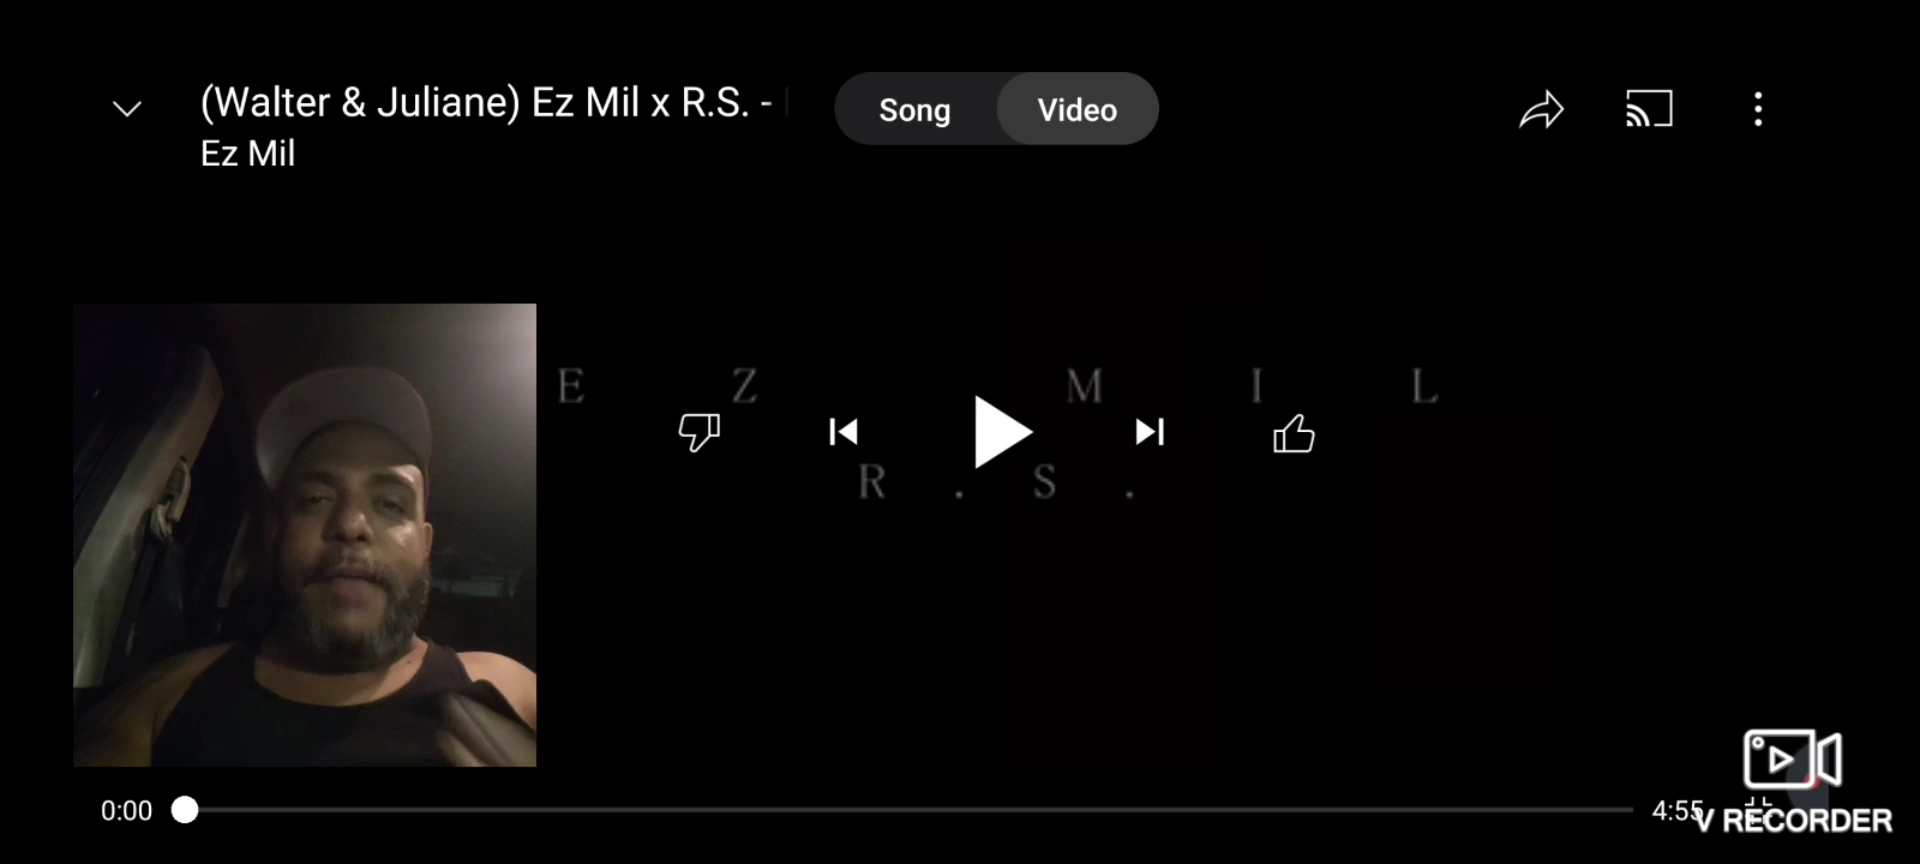 (Walter & Juliane) Ez Mil x R.S. -
Ez Mil
Song
Video
E Z M I L
R . S .
0:00
4:55
V RECORDER